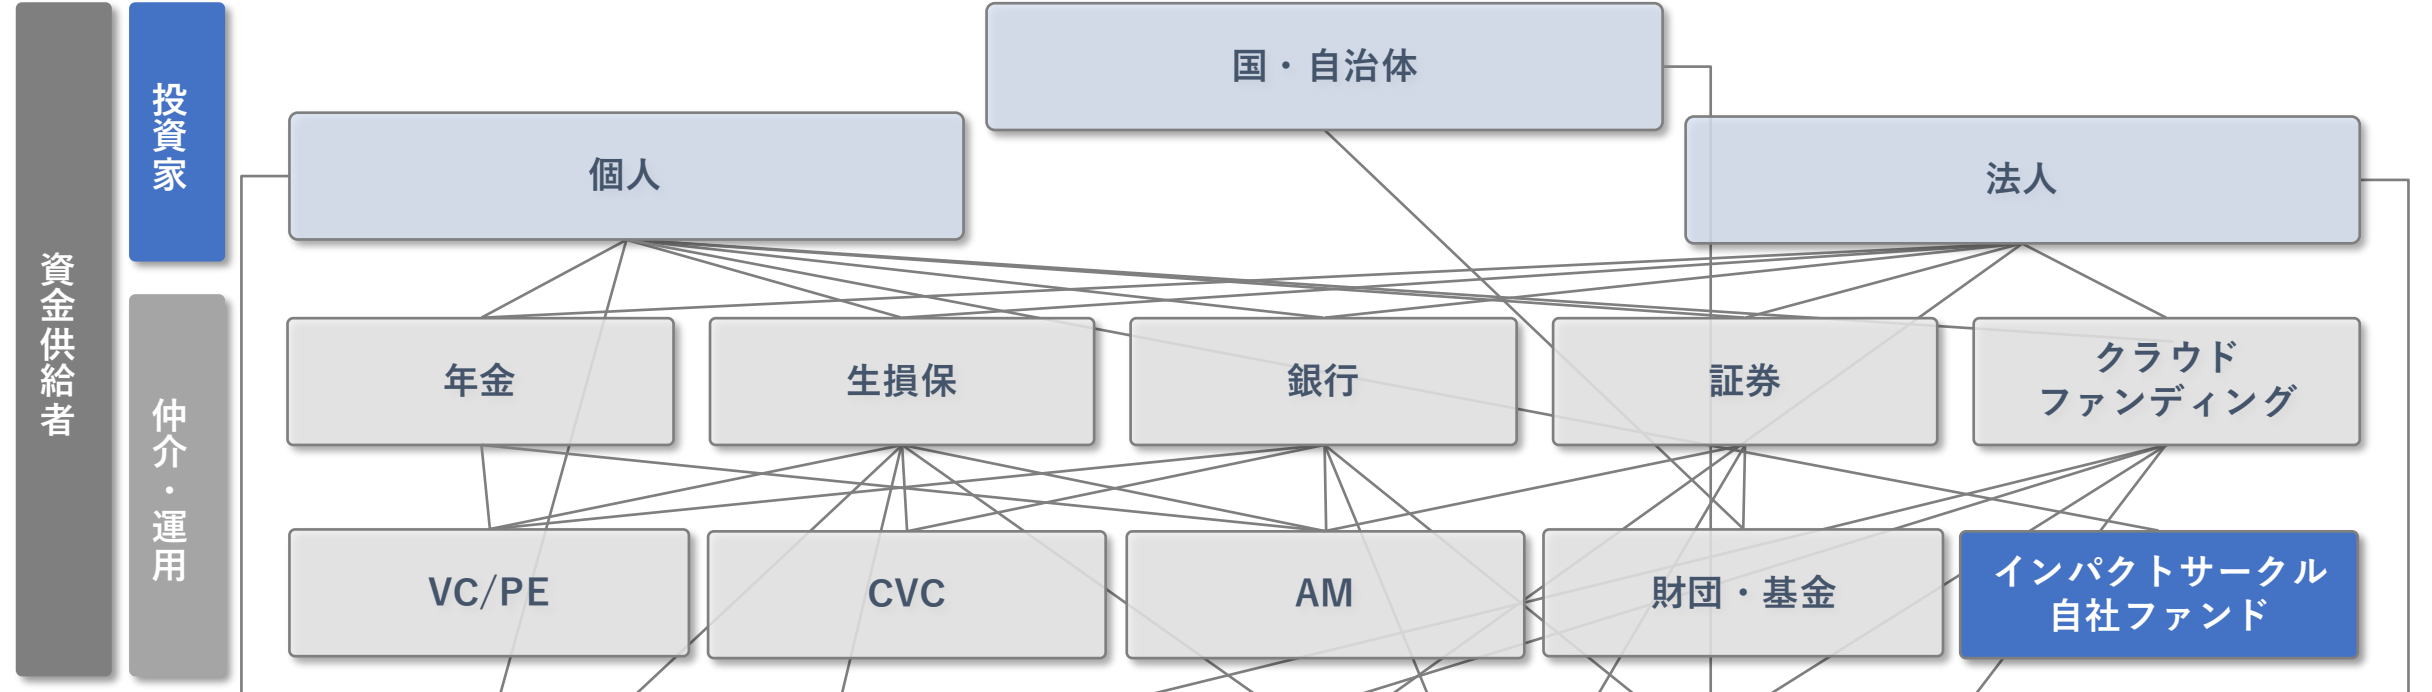 資金供給者
投資家
国・自治体
個人
法人
仲介・運用
年金
生損保
銀行
証券
クラウド
ファンディング
VC/PE
CVC
AM
財団・基金
インパクトサークル
自社ファンド